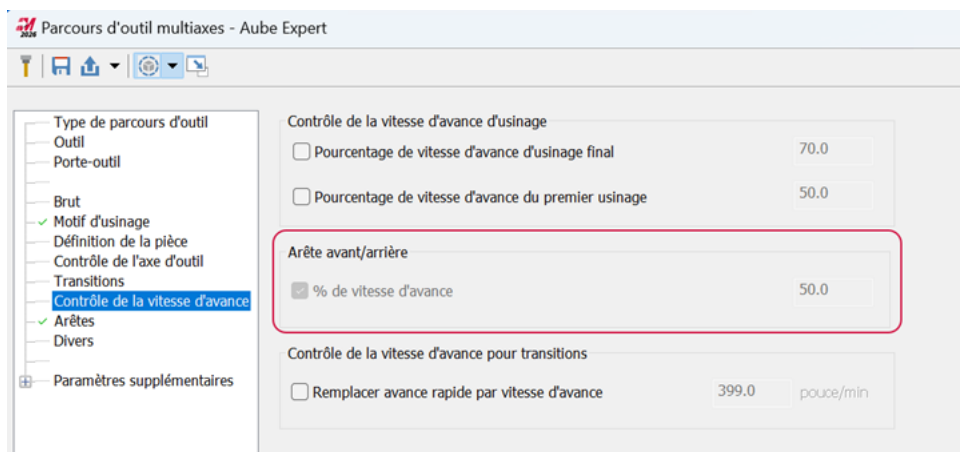 2026
Parcours d'outil multiaxes - Aube Expert
Type de parcours d'outil
Outil
Porte-outil
Brut
Motif d'usinage
Définition de la pièce
Contrôle de l'axe d'outil
Transitions
Contrôle de la vitesse d'avance
Arêtes
Divers
Paramètres supplémentaires
Contrôle de la vitesse d'avance d'usinage
Pourcentage de vitesse d'avance d'usinage final 70.0
Pourcentage de vitesse d'avance du premier usinage 50.0
Arête avant/arrière
% de vitesse d'avance 50.0
Contrôle de la vitesse d'avance pour transitions
Remplacer avance rapide par vitesse d'avance 399.0 pouce/min